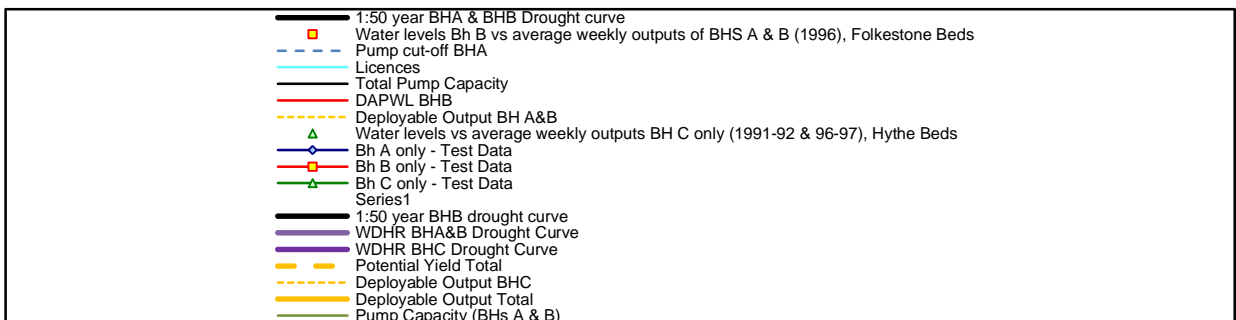 1:50 year BHA & BHB Drought curve
Water levels Bh B vs average weekly outputs of BHS A & B (1996), Folkestone Beds
Pump cut-off BHA
Licences
Total Pump Capacity
DAPWL BHB
Deployable Output BH A&B
Water levels vs average weekly outputs BH C only (1991-92 & 96-97), Hythe Beds
Bh A only - Test Data
Bh B only - Test Data
Bh C only - Test Data
Series1
1:50 year BHB drought curve
WDHR BHA&B Drought Curve
WDHR BHC Drought Curve
Potential Yield Total
Deployable Output BHC
Deployable Output Total
Pump Capacity (BHs A & B)